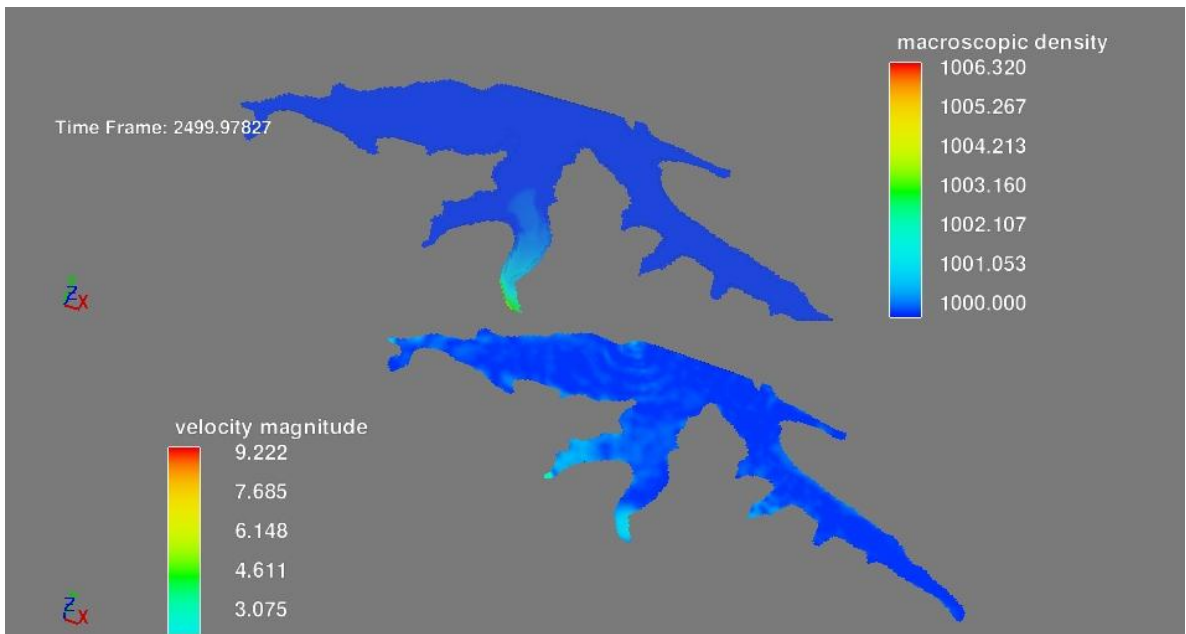 macroscopic density
1006.320
1005.267
Time Frame: 2499.97827
1004.213
1003.160
1002.107
1001.053
1000.000
Z
X
velocity magnitude
9.222
7.685
6.148
4.611
3.075
Z
X